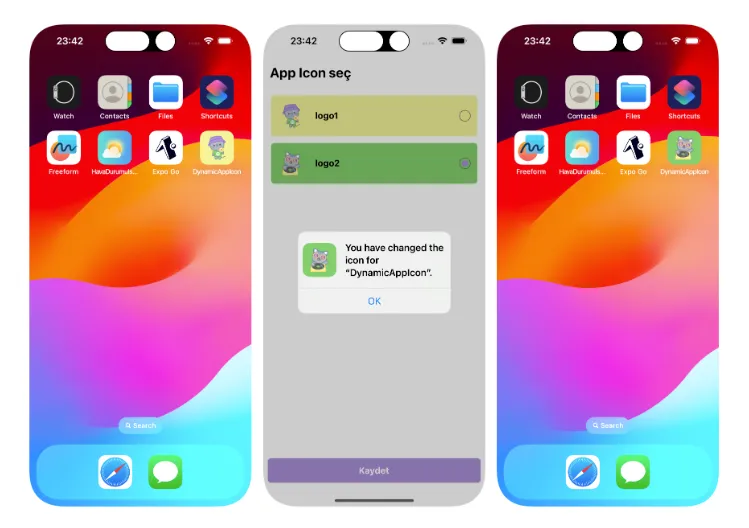 23:42
Watch
Contacts
Files
Shortcuts
Freeform
HavaDurumuIs...
Expo Go
DynamicAppIcon
Search
23:42
App Icon seç
logo1
logo2
You have changed the
icon for
“DynamicAppIcon”.
OK
Kaydet
23:42
Watch
Contacts
Files
Shortcuts
Freeform
HavaDurumuIs...
Expo Go
DynamicAppIcon
Search